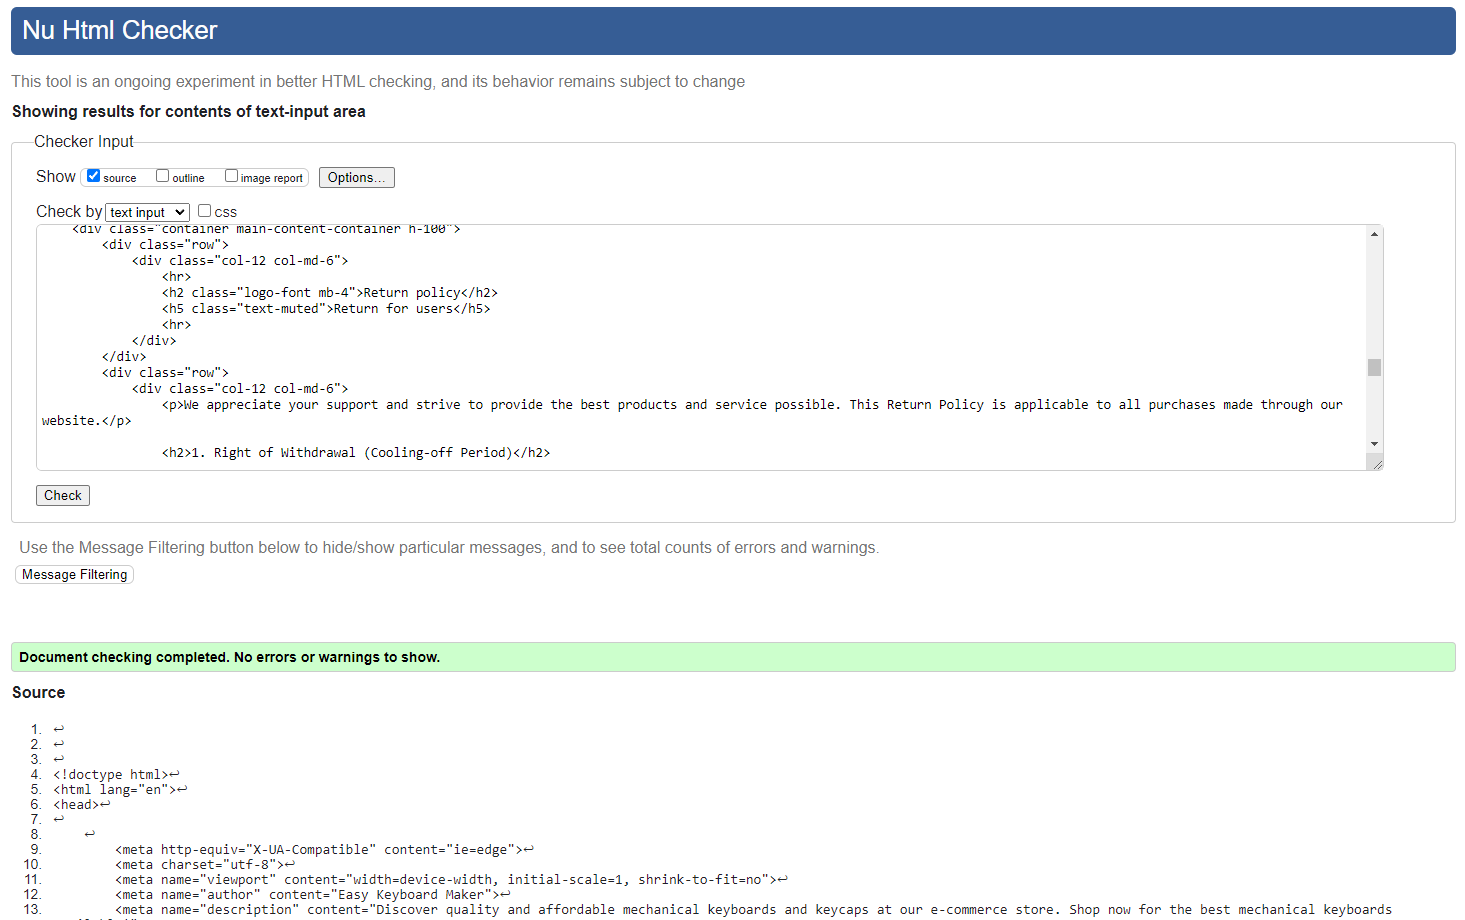 Nu Html Checker
This tool is an ongoing experiment in better HTML checking, and its behavior remains subject to change
Showing results for contents of text-input area
Checker Input
Show source outline image report Options...
Check by text input css
<div class="container main-content-container h-100">
<div class="row">
<div class="col-12 col-md-6">
<hr>
<h2 class="logo-font mb-4">Return policy</h2>
<h5 class="text-muted">Return for users</h5>
<hr>
</div>
</div>
<div class="row">
<div class="col-12 col-md-6">
<p>We appreciate your support and strive to provide the best products and service possible. This Return Policy is applicable to all purchases made through our
website.</p>
<h2>1. Right of Withdrawal (Cooling-off Period)</h2>
Check
Use the Message Filtering button below to hide/show particular messages, and to see total counts of errors and warnings.
Message Filtering
Document checking completed. No errors or warnings to show.
Source
1. ↩
2. ↩
3. ↩
4. <!doctype html>↩
5. <html lang="en">↩
6. <head>↩
7. ↩
8. ↩
9. <meta http-equiv="X-UA-Compatible" content="ie=edge">↩
10. <meta charset="utf-8">↩
11. <meta name="viewport" content="width=device-width, initial-scale=1, shrink-to-fit=no">↩
12. <meta name="author" content="Easy Keyboard Maker">↩
13. <meta name="description" content="Discover quality and affordable mechanical keyboards and keycaps at our e-commerce store. Shop now for the best mechanical keyboards